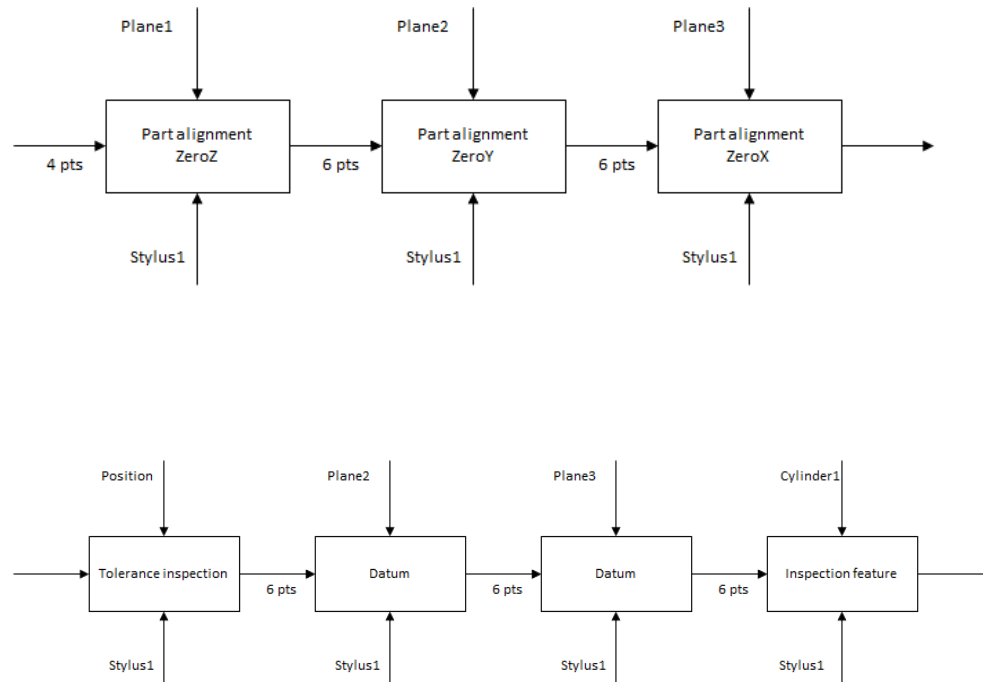 Plane1
Plane2
Plane3
Part alignment
ZeroZ
Part alignment
ZeroY
Part alignment
ZeroX
4 pts
6 pts
6 pts
Stylus1
Stylus1
Stylus1
Position
Plane2
Plane3
Cylinder1
Tolerance inspection
Datum
Datum
Inspection feature
6 pts
6 pts
6 pts
Stylus1
Stylus1
Stylus1
Stylus1